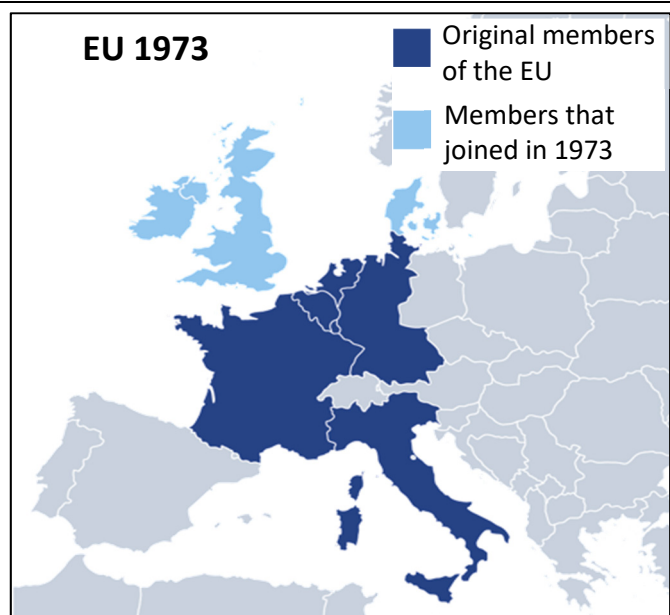 EU 1973
Original members
of the EU
Members that
joined in 1973